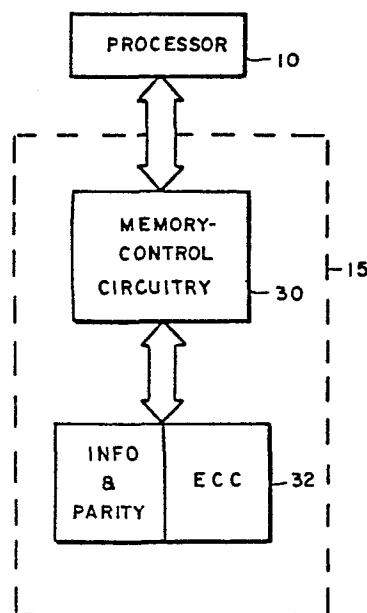 PROCESSOR
10
MEMORY-
CONTROL
CIRCUITRY
30
15
INFO
&
PARITY
ECC
32